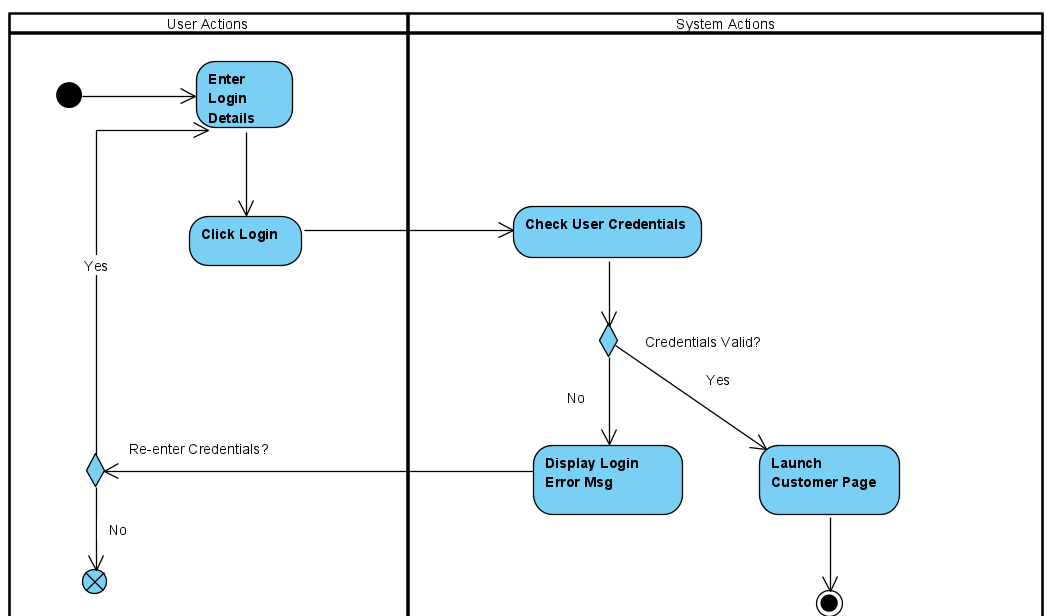 User Actions
System Actions
Enter
Login
Details
Click Login
Check User Credentials
Yes
Credentials Valid?
Yes
No
Re-enter Credentials?
Display Login
Error Msg
Launch
Customer Page
No